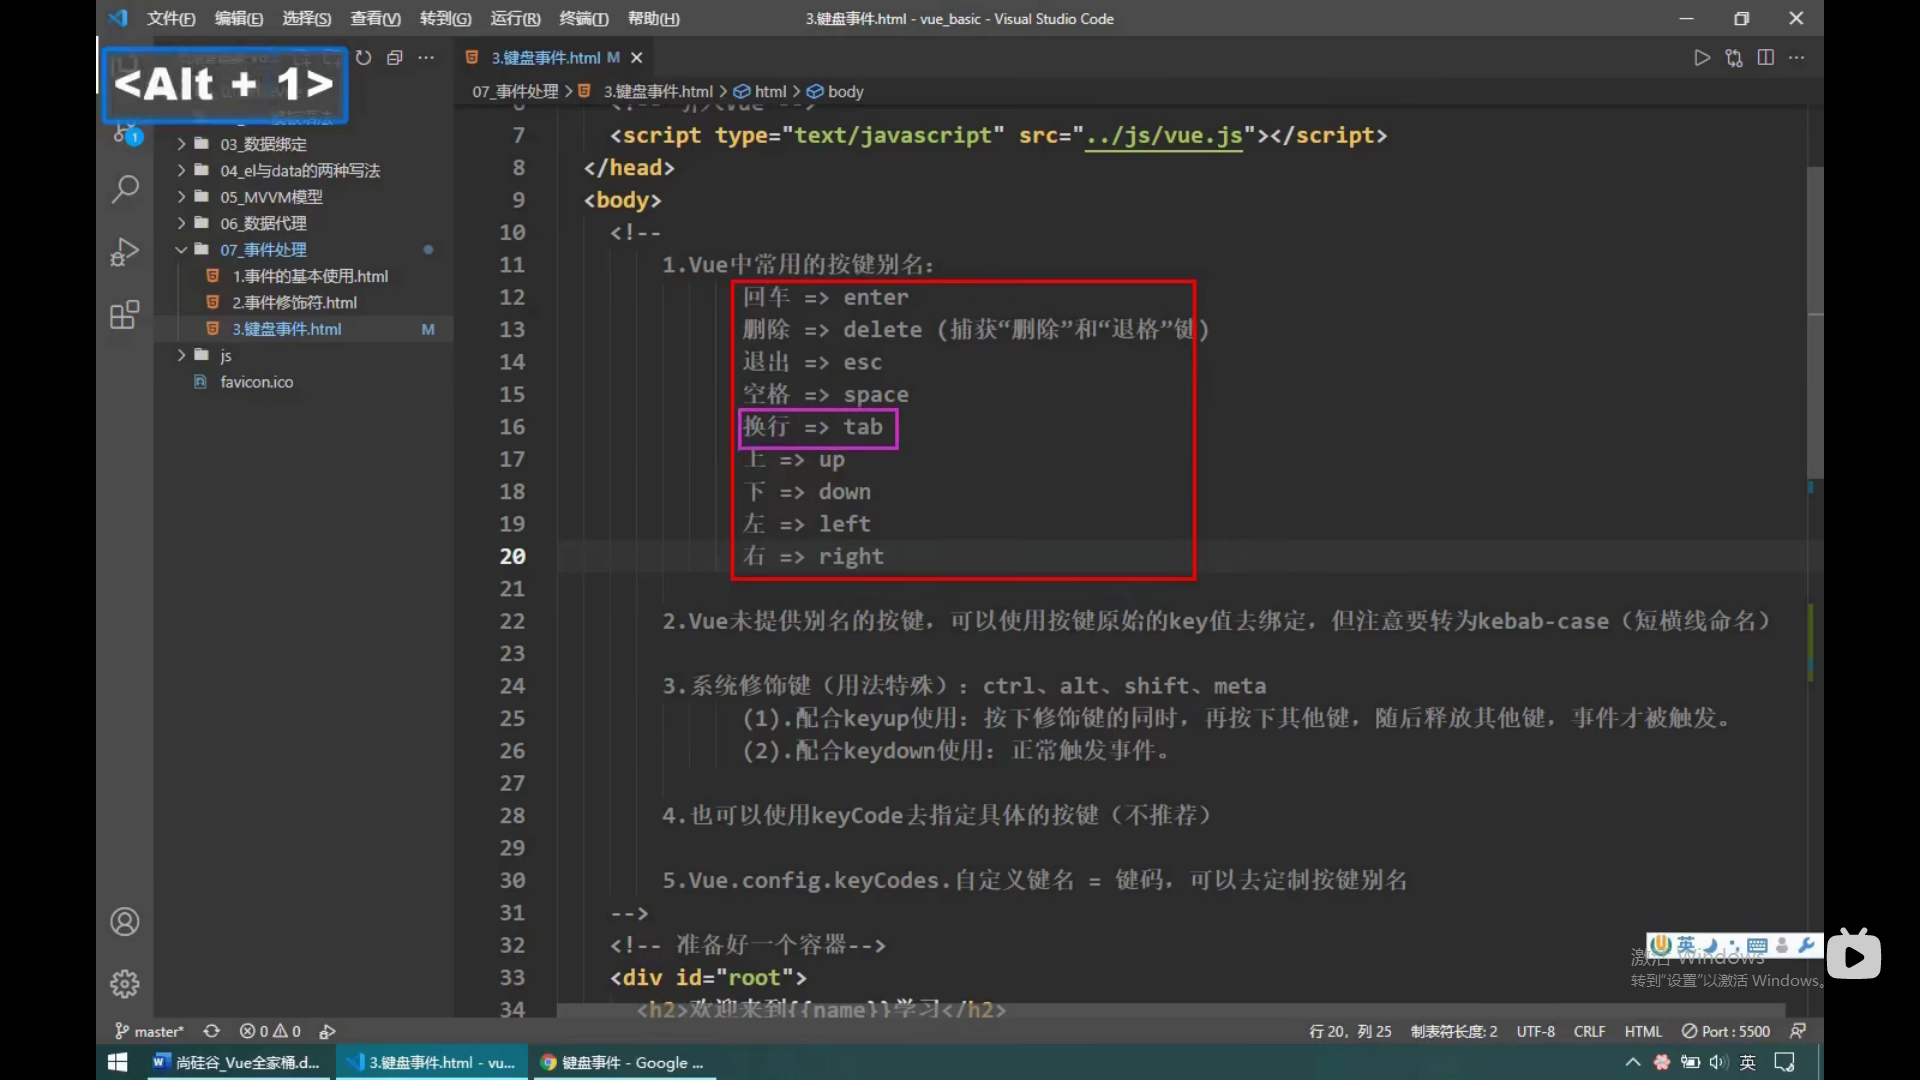 文件(F) 编辑(E) 选择(S) 查看(V) 转到(G) 运行(R) 终端(T) 帮助(H) 3.键盘事件.html - vue_basic - Visual Studio Code
<Alt + 1>
3.键盘事件.html M
07_事件处理 > 3.键盘事件.html > html > body
1
03_数据绑定
04_el与data的两种写法
05_MVVM模型
06_数据代理
07_事件处理
1.事件的基本使用.html
2.事件修饰符.html
3.键盘事件.html M
js
favicon.ico
7 <script type="text/javascript" src="../js/vue.js"></script>
8 </head>
9 <body>
10 <!--
11 1.Vue中常用的按键别名：
12 回车 => enter
13 删除 => delete (捕获“删除”和“退格”键)
14 退出 => esc
15 空格 => space
16 换行 => tab
17 上 => up
18 下 => down
19 左 => left
20 右 => right
21
22 2.Vue未提供别名的按键，可以使用按键原始的key值去绑定，但注意要转为kebab-case（短横线命名）
23
24 3.系统修饰键（用法特殊）：ctrl、alt、shift、meta
25 (1).配合keyup使用：按下修饰键的同时，再按下其他键，随后释放其他键，事件才被触发。
26 (2).配合keydown使用：正常触发事件。
27
28 4.也可以使用keyCode去指定具体的按键（不推荐）
29
30 5.Vue.config.keyCodes.自定义键名 = 键码，可以去定制按键别名
31 -->
32 <!-- 准备好一个容器-->
33 <div id="root">
34 <h2>欢迎来到{{name}}学习</h2>
英
激活 Windows
转到“设置”以激活 Windows。
master* 0 0 行 20，列 25 制表符长度: 2 UTF-8 CRLF HTML Port : 5500
尚硅谷_Vue全家桶.d... 3.键盘事件.html - vu... 键盘事件 - Google ... 英